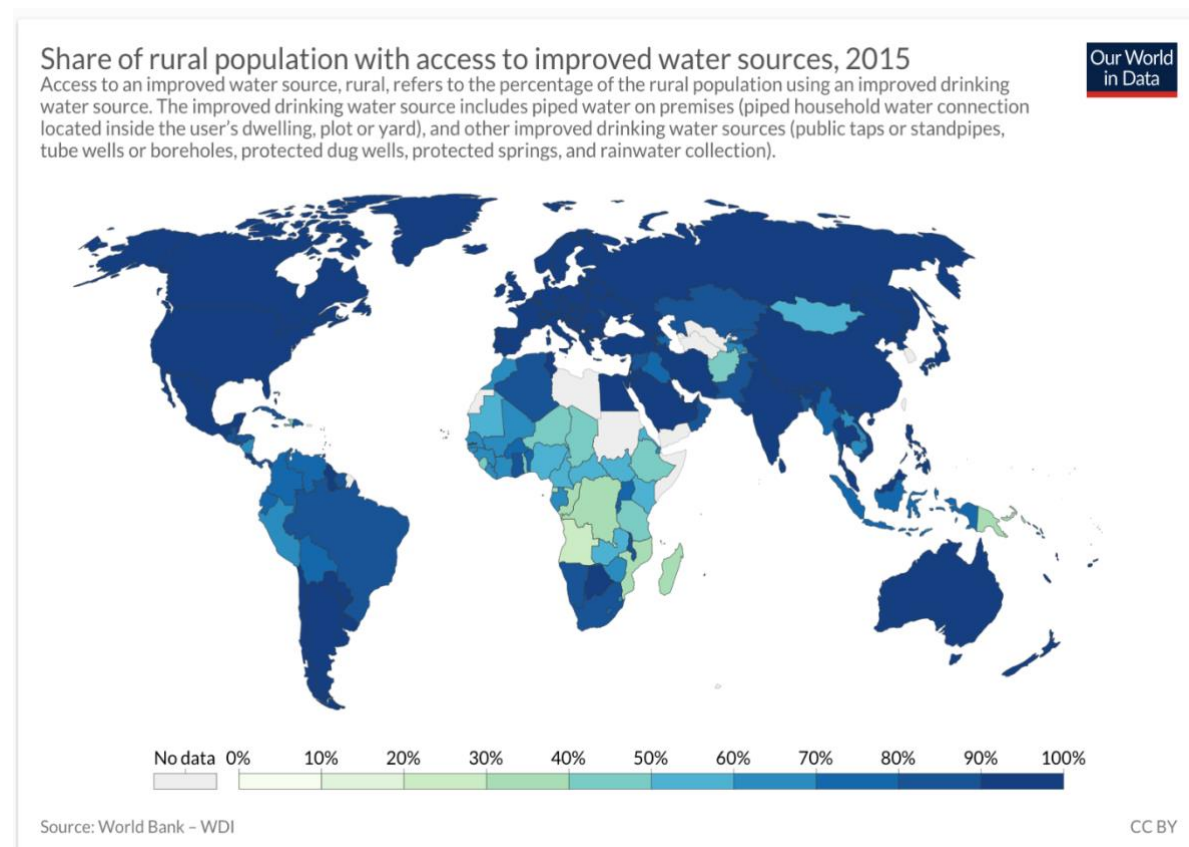 Share of rural population with access to improved water sources, 2015
Our World
in Data
Access to an improved water source, rural, refers to the percentage of the rural population using an improved drinking
water source. The improved drinking water source includes piped water on premises (piped household water connection
located inside the user's dwelling, plot or yard), and other improved drinking water sources (public taps or standpipes,
tube wells or boreholes, protected dug wells, protected springs, and rainwater collection).
No data 0% 10% 20% 30% 40% 50% 60% 70% 80% 90% 100%
Source: World Bank – WDI
CC BY